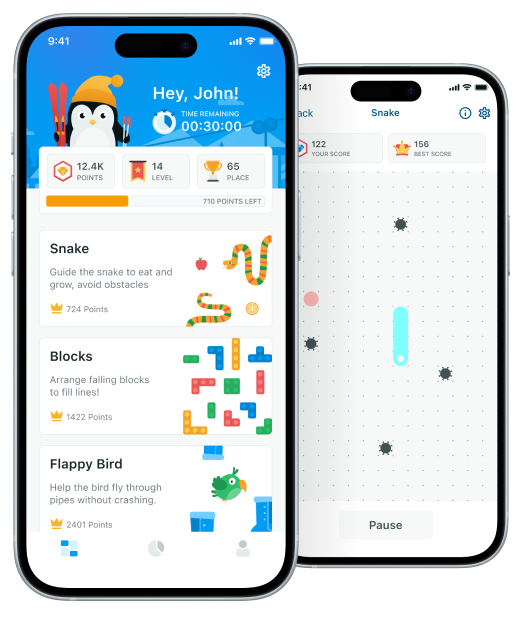 9:41
Hey, John!
TIME REMAINING
00:30:00
12.4K
POINTS
14
LEVEL
65
PLACE
710 POINTS LEFT
Snake
Guide the snake to eat and
grow, avoid obstacles
724 Points
Blocks
Arrange falling blocks
to fill lines!
1422 Points
Flappy Bird
Help the bird fly through
pipes without crashing.
2401 Points
:41
ack
Snake
122
YOUR SCORE
156
BEST SCORE
Pause